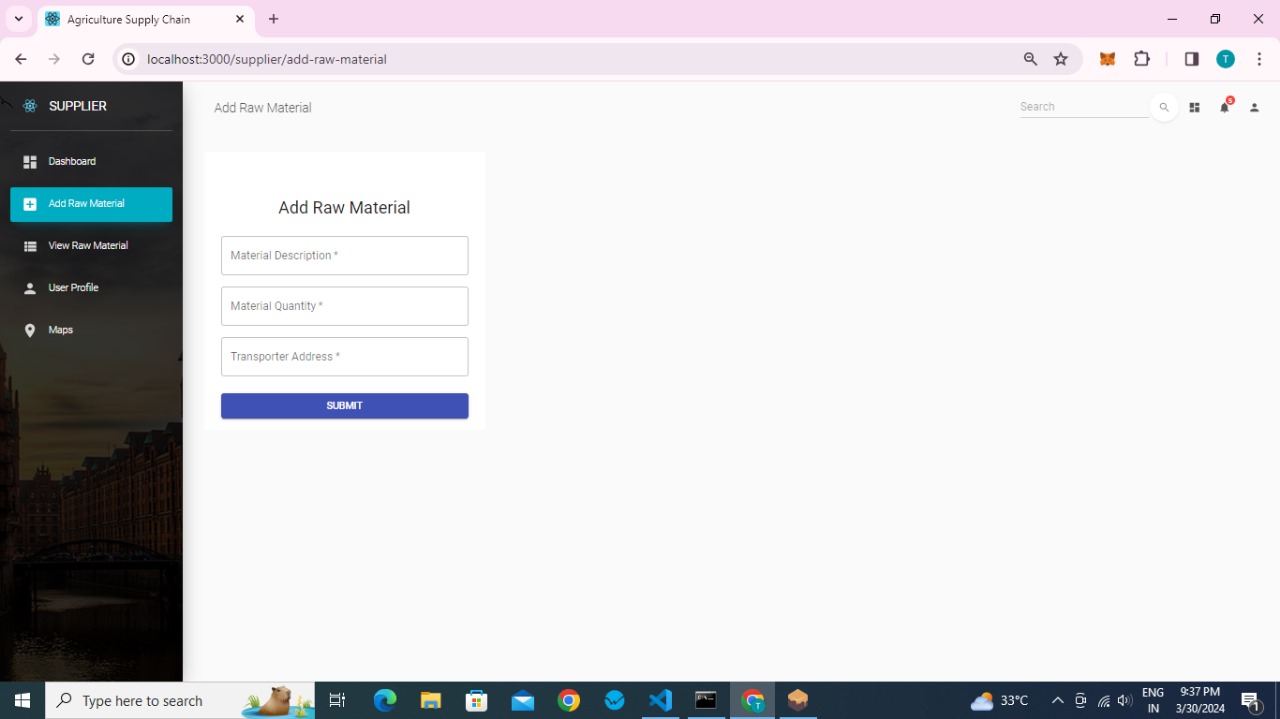 Agriculture Supply Chain
localhost:3000/supplier/add-raw-material
T
SUPPLIER
Add Raw Material
Search
5
Dashboard
Add Raw Material
View Raw Material
User Profile
Maps
Add Raw Material
Material Description *
Material Quantity *
Transporter Address *
SUBMIT
Type here to search
T
33°C
ENG
IN
9:37 PM
3/30/2024
1